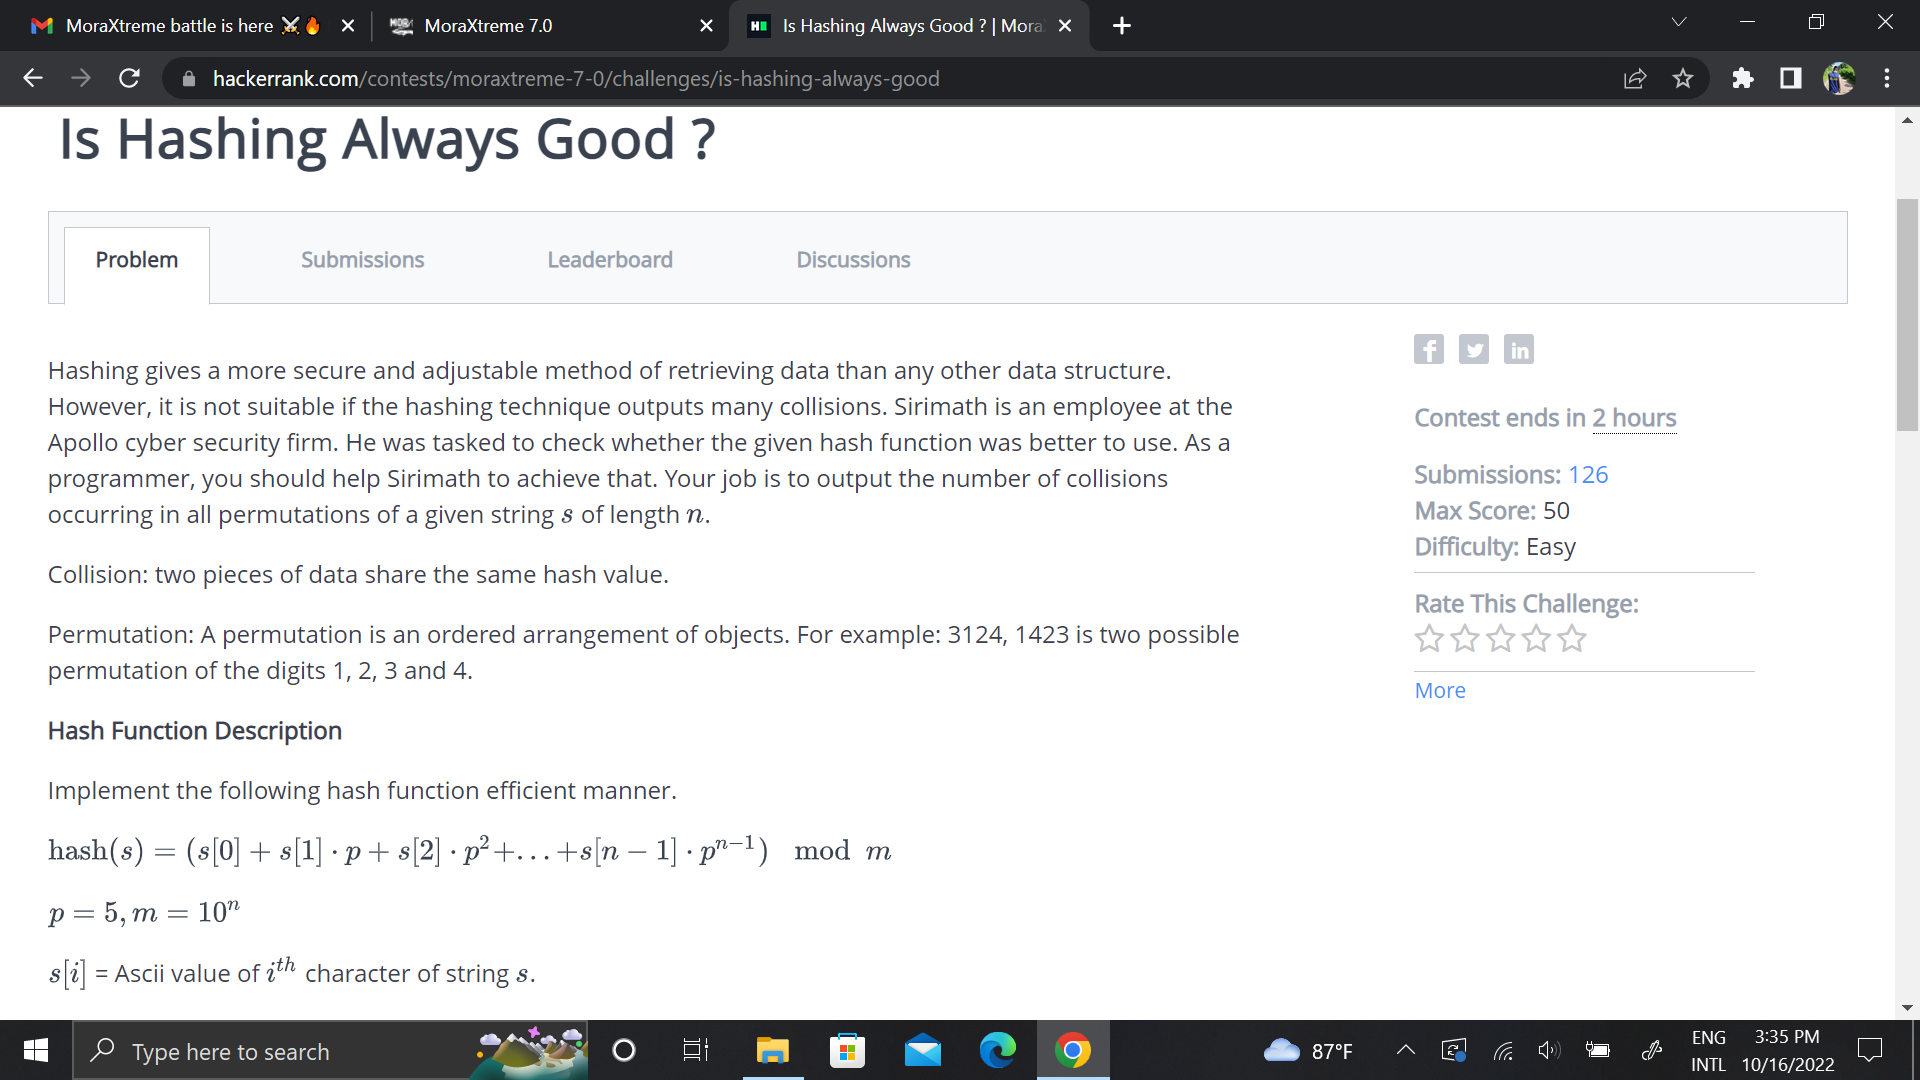 MoraXtreme battle is here ⚔🔥
MoraXtreme 7.0
Is Hashing Always Good ? | Mora
hackerrank.com/contests/moraxtreme-7-0/challenges/is-hashing-always-good
Is Hashing Always Good ?
Problem
Submissions
Leaderboard
Discussions
Hashing gives a more secure and adjustable method of retrieving data than any other data structure.
However, it is not suitable if the hashing technique outputs many collisions. Sirimath is an employee at the
Apollo cyber security firm. He was tasked to check whether the given hash function was better to use. As a
programmer, you should help Sirimath to achieve that. Your job is to output the number of collisions
occurring in all permutations of a given string s of length n.
Collision: two pieces of data share the same hash value.
Permutation: A permutation is an ordered arrangement of objects. For example: 3124, 1423 is two possible
permutation of the digits 1, 2, 3 and 4.
Hash Function Description
Implement the following hash function efficient manner.
hash(s) = (s[0] + s[1] · p + s[2] · p² + . . . + s[n − 1] · pⁿ⁻¹) mod m
p = 5, m = 10ⁿ
s[i] = Ascii value of iᵗʰ character of string s.
Contest ends in 2 hours
Submissions: 126
Max Score: 50
Difficulty: Easy
Rate This Challenge:
More
Type here to search
87°F
ENG
INTL
3:35 PM
10/16/2022